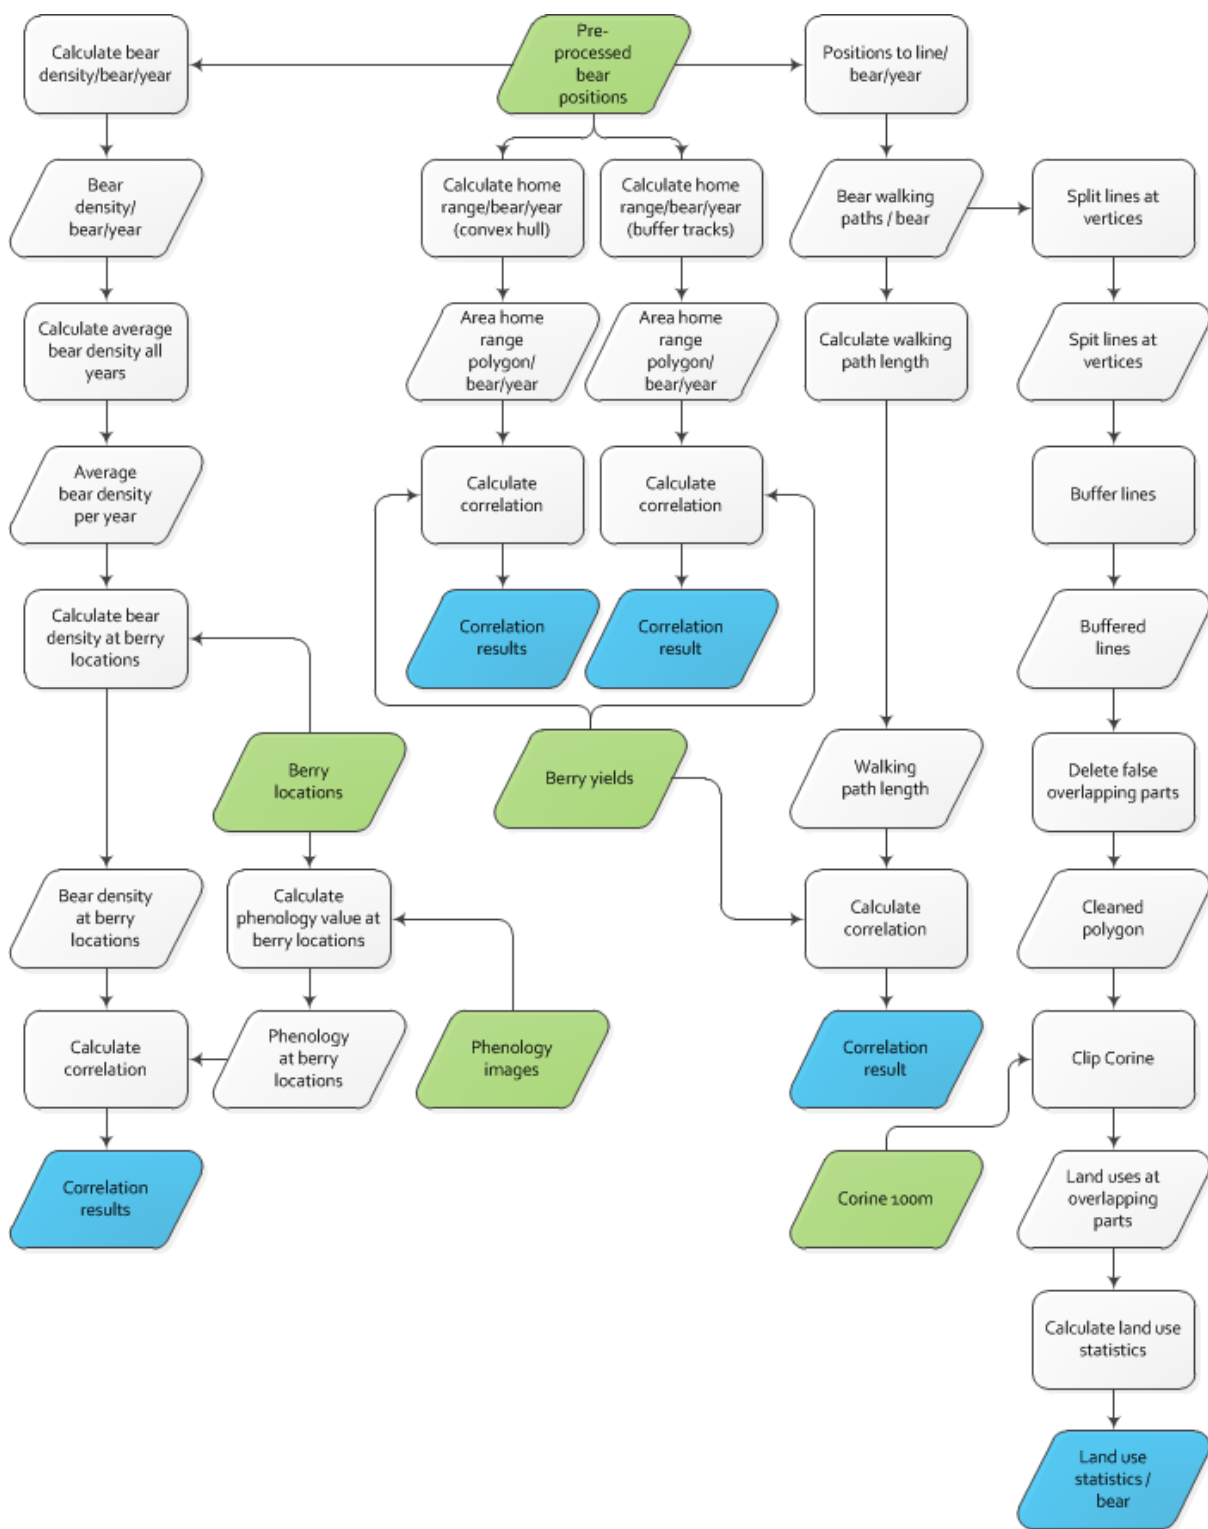 Calculate bear
density/bear/year
Pre-
processed
bear
positions
Positions to line/
bear/year
Bear
density/
bear/year
Calculate home
range/bear/year
(convex hull)
Calculate home
range/bear/year
(buffer tracks)
Bear walking
paths / bear
Split lines at
vertices
Calculate average
bear density all
years
Area home
range
polygon/
bear/year
Area home
range
polygon/
bear/year
Calculate walking
path length
Spit lines at
vertices
Average
bear density
per year
Calculate
correlation
Calculate
correlation
Buffer lines
Calculate bear
density at berry
locations
Correlation
results
Correlation
result
Buffered
lines
Berry
locations
Berry yields
Walking
path length
Delete false
overlapping parts
Bear density
at berry
locations
Calculate
phenology value at
berry locations
Calculate
correlation
Cleaned
polygon
Calculate
correlation
Phenology
at berry
locations
Phenology
images
Correlation
result
Clip Corine
Correlation
results
Corine 100m
Land uses at
overlapping
parts
Calculate land use
statistics
Land use
statistics /
bear